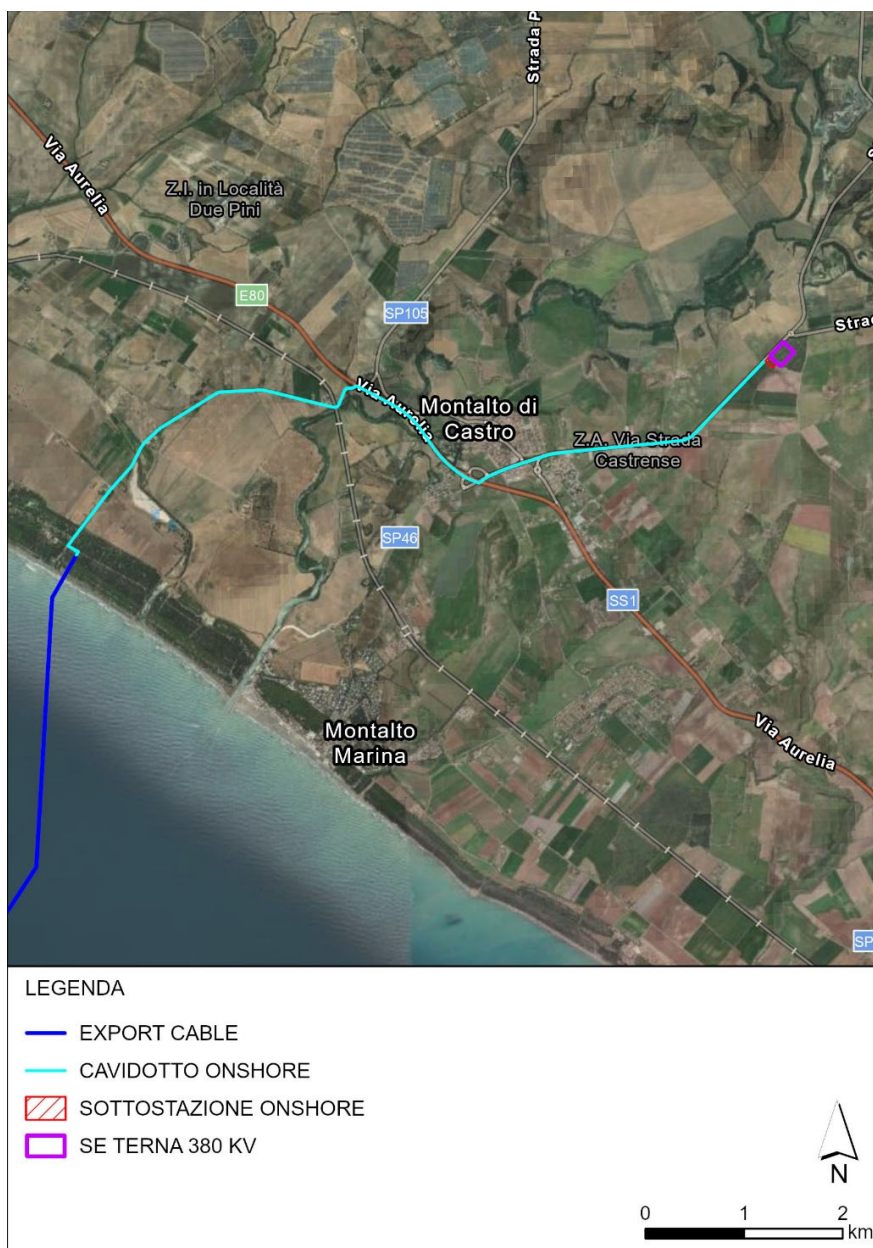 Strada P
Via Aurelia
Z.I. in Località
Due Pini
E80
SP105
Strad
Via Aurelia
Montalto di
Castro
Z.A. Via Strada
Castrense
SP46
SS1
Montalto
Marina
Via Aurelia
SP
LEGENDA
EXPORT CABLE
CAVIDOTTO ONSHORE
SOTTOSTAZIONE ONSHORE
SE TERNA 380 KV
N
0 1 2
km